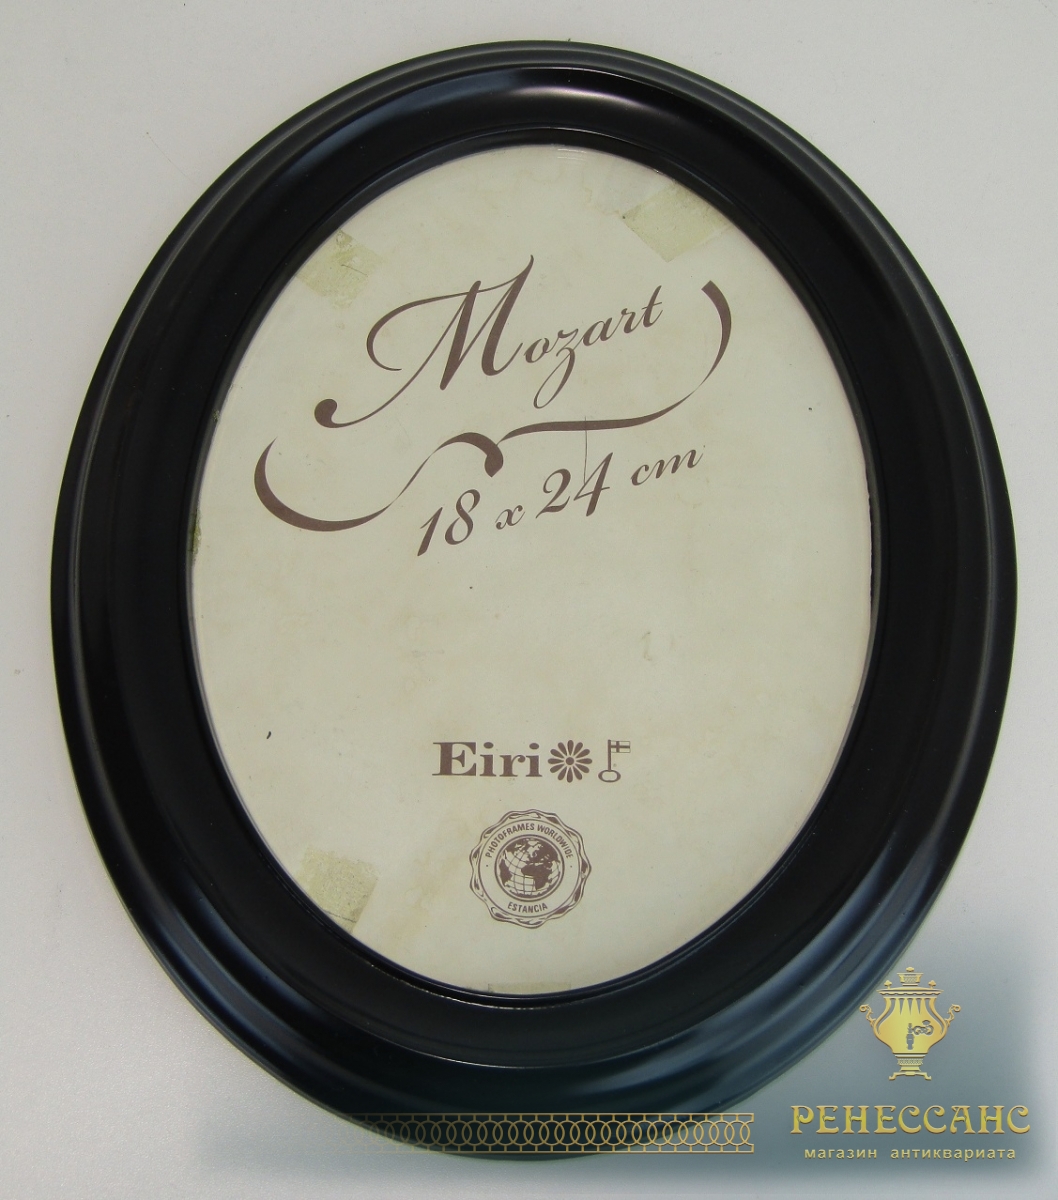 Mozart
18 x 24 cm
Eiri
PHOTOFRAMES WORLDWIDE
ESTANCIA
РЕНЕССАНС
магазин антиквариата